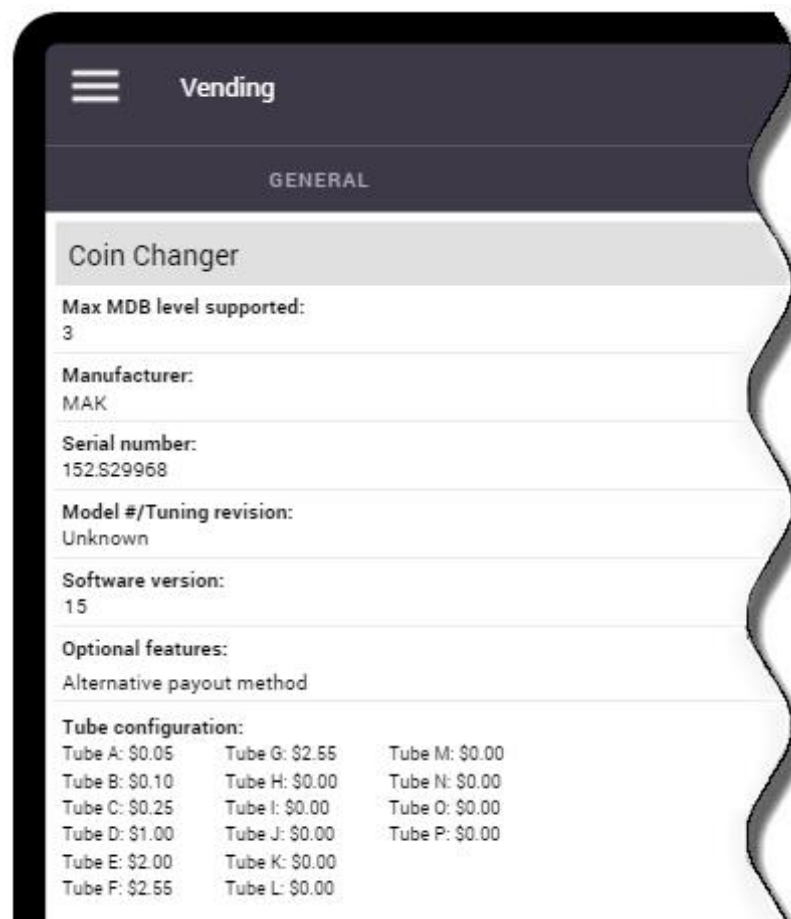 Vending
GENERAL
Coin Changer
Max MDB level supported:
3
Manufacturer:
MAK
Serial number:
152.S29968
Model #/Tuning revision:
Unknown
Software version:
15
Optional features:
Alternative payout method
Tube configuration:
Tube A: $0.05 Tube G: $2.55 Tube M: $0.00
Tube B: $0.10 Tube H: $0.00 Tube N: $0.00
Tube C: $0.25 Tube I: $0.00 Tube O: $0.00
Tube D: $1.00 Tube J: $0.00 Tube P: $0.00
Tube E: $2.00 Tube K: $0.00
Tube F: $2.55 Tube L: $0.00